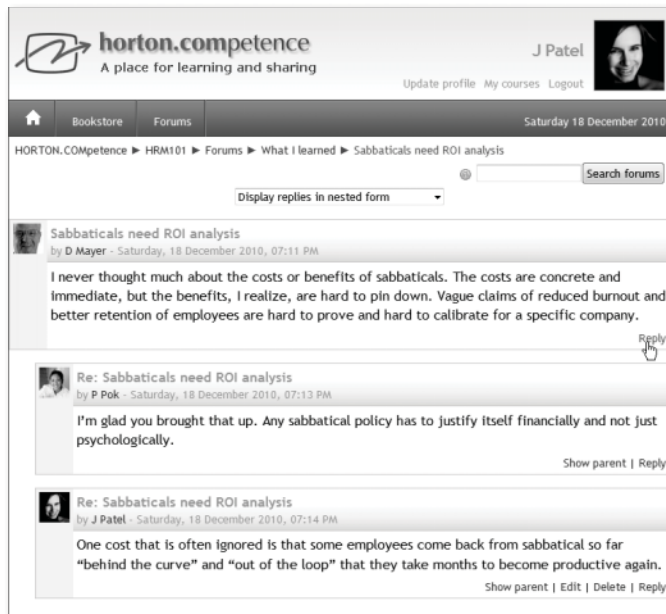 horton.competence
A place for learning and sharing
J Patel
Update profile My courses Logout
Bookstore Forums Saturday 18 December 2010
HORTON.COMpetence ► HRM101 ► Forums ► What I learned ► Sabbaticals need ROI analysis
Search forums
Display replies in nested form
Sabbaticals need ROI analysis
by D Mayer - Saturday, 18 December 2010, 07:11 PM
I never thought much about the costs or benefits of sabbaticals. The costs are concrete and
immediate, but the benefits, I realize, are hard to pin down. Vague claims of reduced burnout and
better retention of employees are hard to prove and hard to calibrate for a specific company.
Reply
Re: Sabbaticals need ROI analysis
by P Pok - Saturday, 18 December 2010, 07:13 PM
I'm glad you brought that up. Any sabbatical policy has to justify itself financially and not just
psychologically.
Show parent | Reply
Re: Sabbaticals need ROI analysis
by J Patel - Saturday, 18 December 2010, 07:14 PM
One cost that is often ignored is that some employees come back from sabbatical so far
“behind the curve” and “out of the loop” that they take months to become productive again.
Show parent | Edit | Delete | Reply